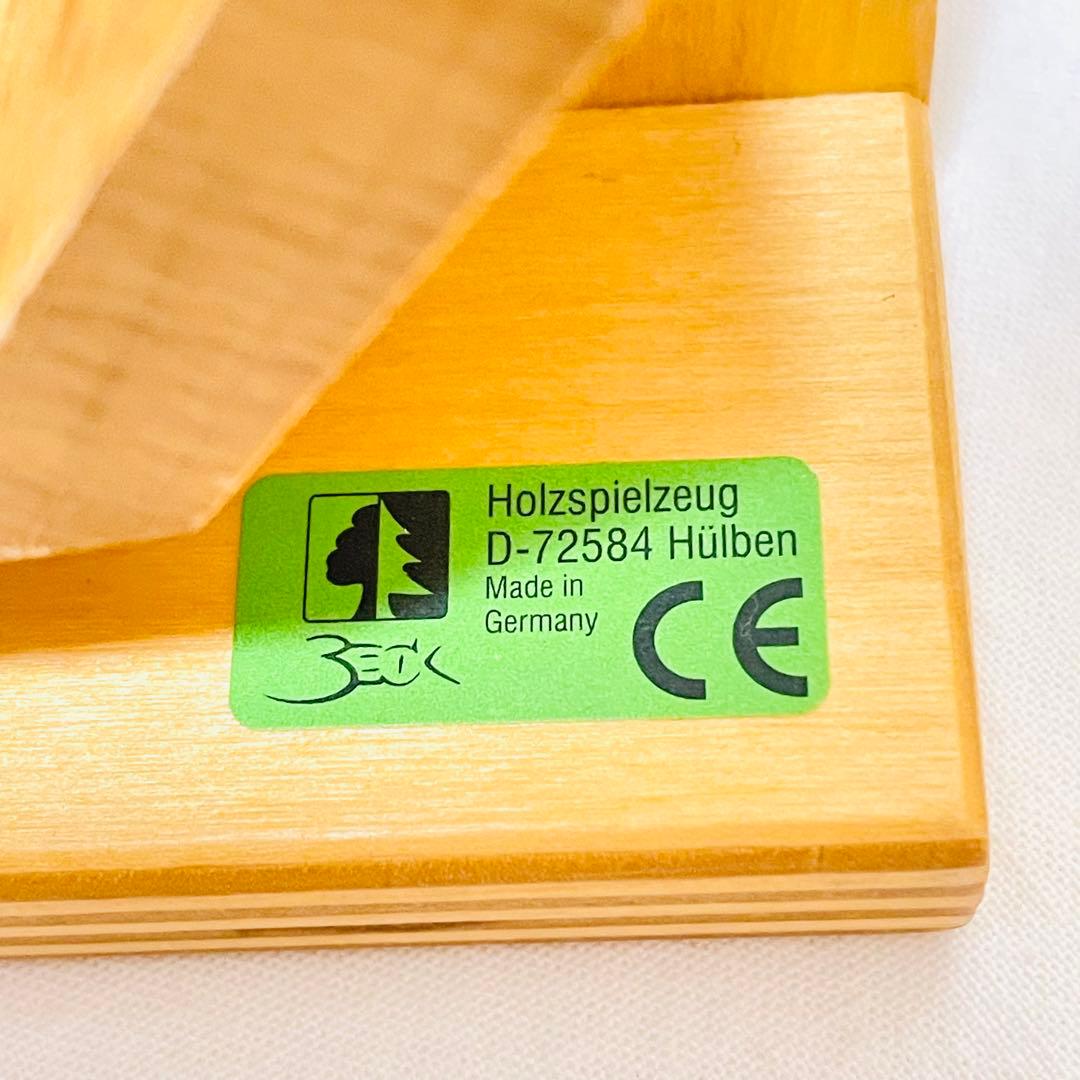 Holzspielzeug
D-72584 Hülben
Made in
Germany
CE
BECK